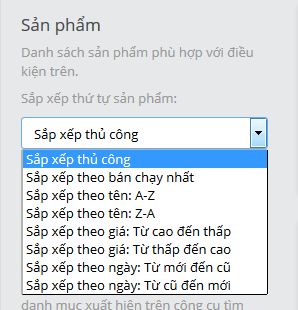 Sản phẩm
Danh sách sản phẩm phù hợp với điều
kiện trên.
Sắp xếp thứ tự sản phẩm:
Sắp xếp thủ công
Sắp xếp thủ công
Sắp xếp theo bán chạy nhất
Sắp xếp theo tên: A-Z
Sắp xếp theo tên: Z-A
Sắp xếp theo giá: Từ cao đến thấp
Sắp xếp theo giá: Từ thấp đến cao
Sắp xếp theo ngày: Từ mới đến cũ
Sắp xếp theo ngày: Từ cũ đến mới
danh mục xuất hiện trên công cụ tìm